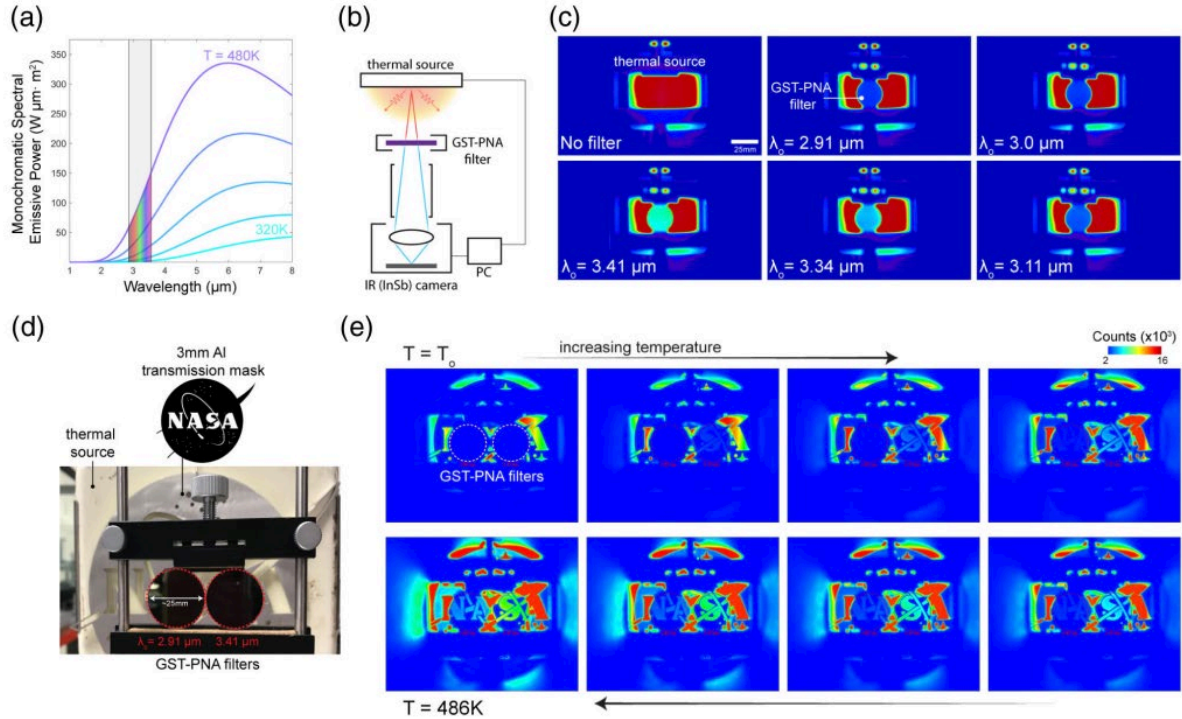 (a)
350
300
250
200
150
100
50
T = 480K
320K
1 2 3 4 5 6 7 8
Wavelength (µm)
Monochromatic Spectral
Emissive Power (W µm· m²)
(b)
thermal source
GST-PNA
filter
PC
IR (InSb) camera
(c)
thermal source
No filter
25mm
GST-PNA
filter
λo = 2.91 µm
λo = 3.0 µm
λo = 3.41 µm
λo = 3.34 µm
λo = 3.11 µm
(d)
3mm Al
transmission mask
NASA
thermal
source
~25mm
λo = 2.91 µm 3.41 µm
GST-PNA filters
(e)
T = To
increasing temperature
Counts (x10³)
2 16
GST-PNA filters
T = 486K